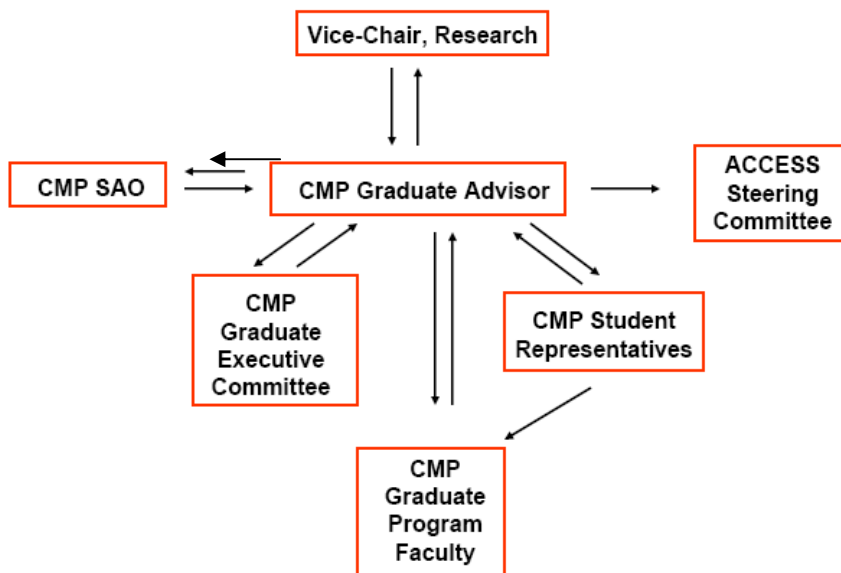 Vice-Chair, Research
CMP SAO
CMP Graduate Advisor
ACCESS
Steering
Committee
CMP
Graduate
Executive
Committee
CMP Student
Representatives
CMP
Graduate
Program
Faculty